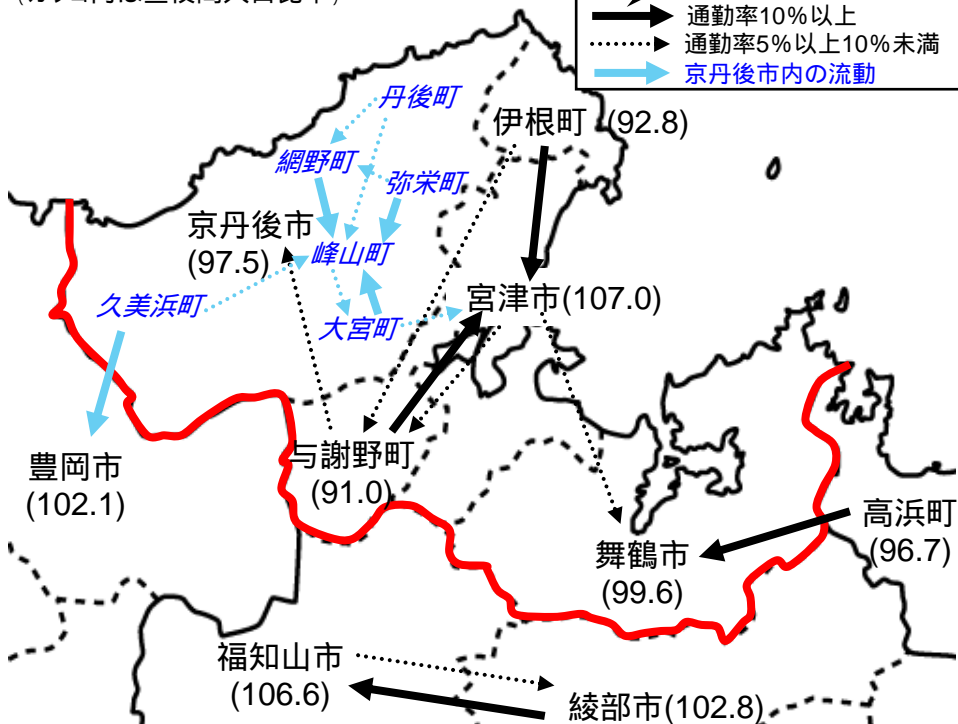 通勤率10%以上
通勤率5%以上10%未満
京丹後市内の流動
丹後町
伊根町 (92.8)
網野町
弥栄町
京丹後市
(97.5)
峰山町
久美浜町
大宮町
宮津市(107.0)
豊岡市
(102.1)
与謝野町
(91.0)
高浜町
(96.7)
舞鶴市
(99.6)
福知山市
(106.6)
綾部市(102.8)